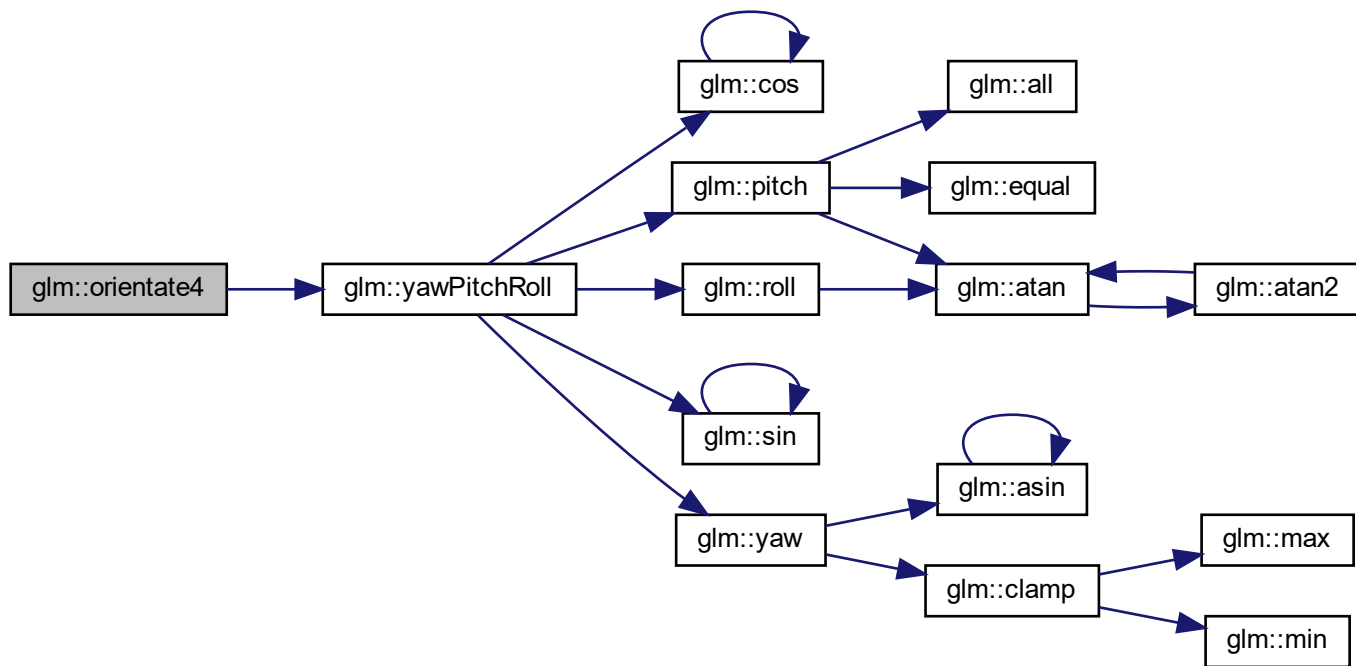 glm::cos
glm::all
glm::pitch
glm::equal
glm::orientate4
glm::yawPitchRoll
glm::roll
glm::atan
glm::atan2
glm::sin
glm::asin
glm::yaw
glm::max
glm::clamp
glm::min